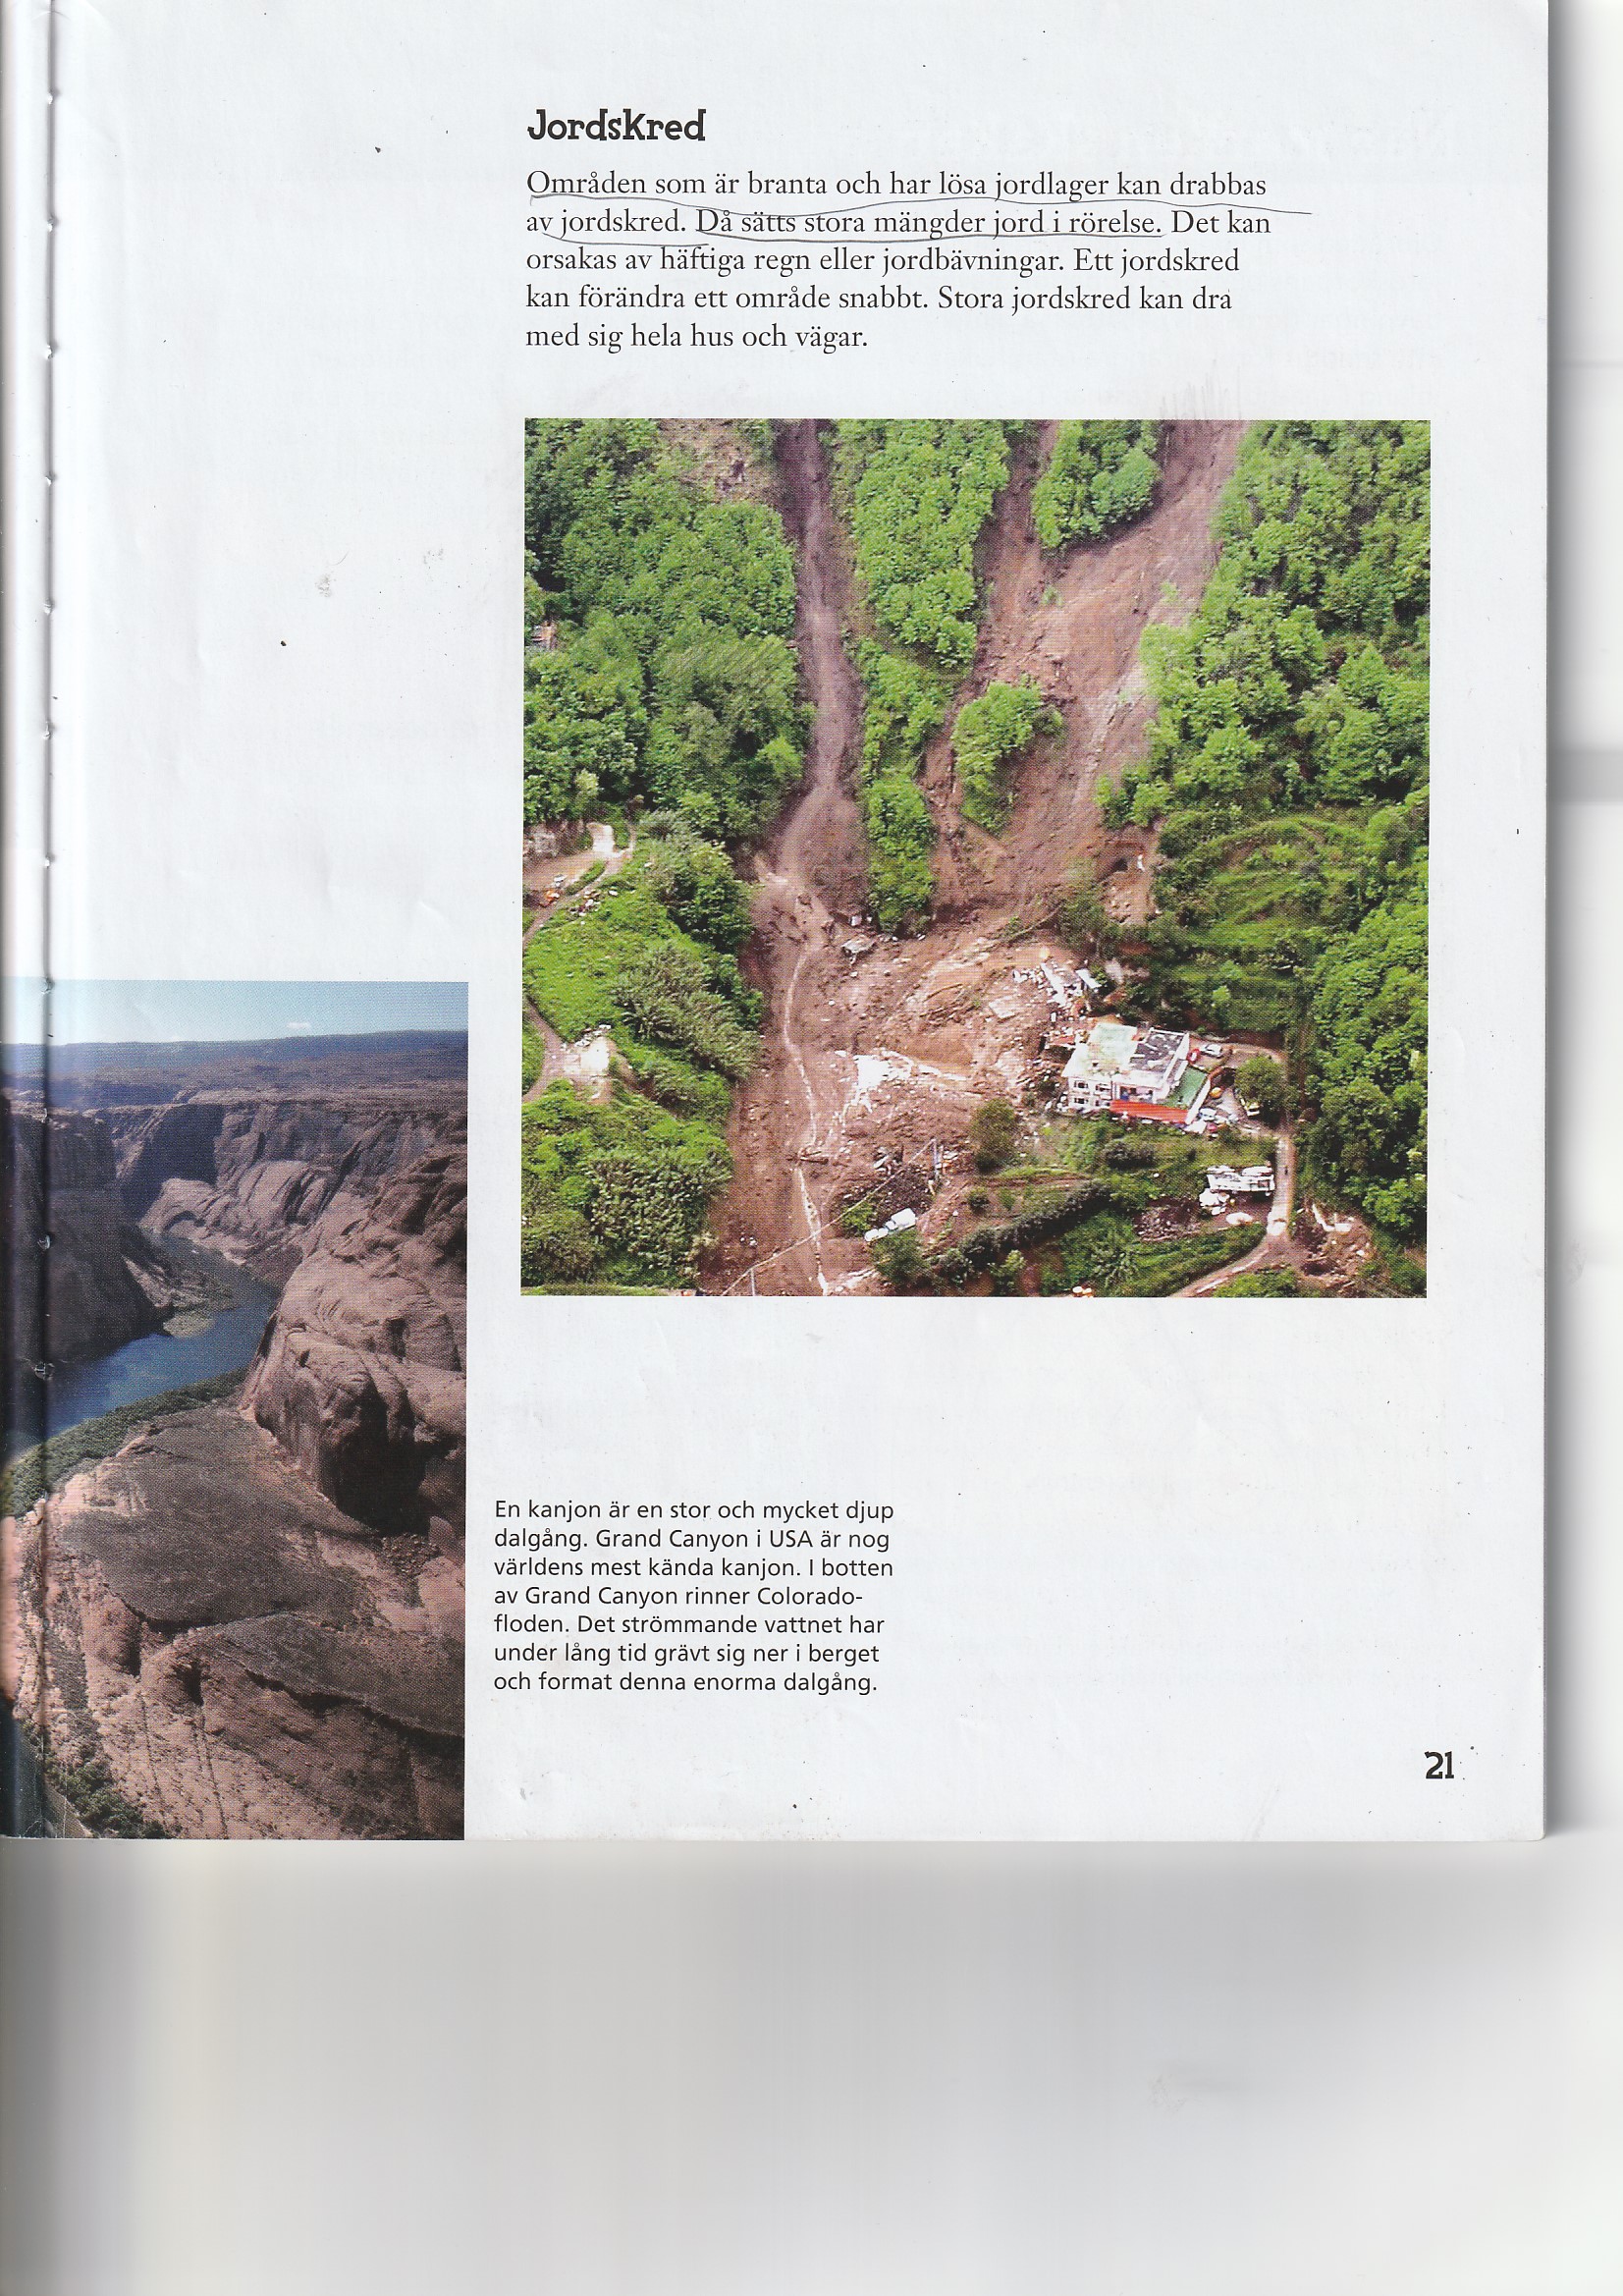 Jordskred
Områden som är branta och har lösa jordlager kan drabbas
av jordskred. Då sätts stora mängder jord i rörelse. Det kan
orsakas av häftiga regn eller jordbävningar. Ett jordskred
kan förändra ett område snabbt. Stora jordskred kan dra
med sig hela hus och vägar.
En kanjon är en stor och mycket djup
dalgång. Grand Canyon i USA är nog
världens mest kända kanjon. I botten
av Grand Canyon rinner Colorado-
floden. Det strömmande vattnet har
under lång tid grävt sig ner i berget
och format denna enorma dalgång.
21